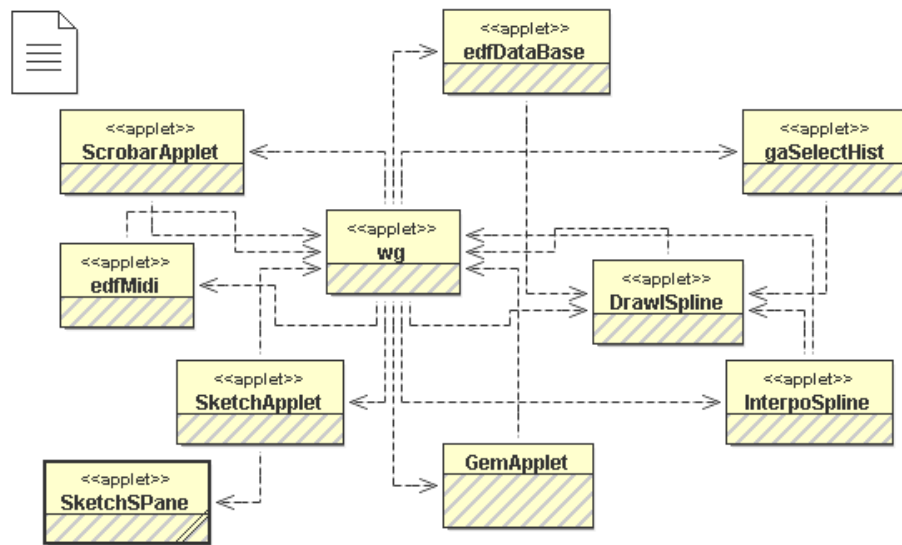 <<applet>>
edfDataBase
<<applet>>
ScrobarApplet
<<applet>>
gaSelectHist
<<applet>>
wg
<<applet>>
edfMidi
<<applet>>
DrawlSpline
<<applet>>
SketchApplet
<<applet>>
InterpoSpline
GemApplet
<<applet>>
SketchSPane